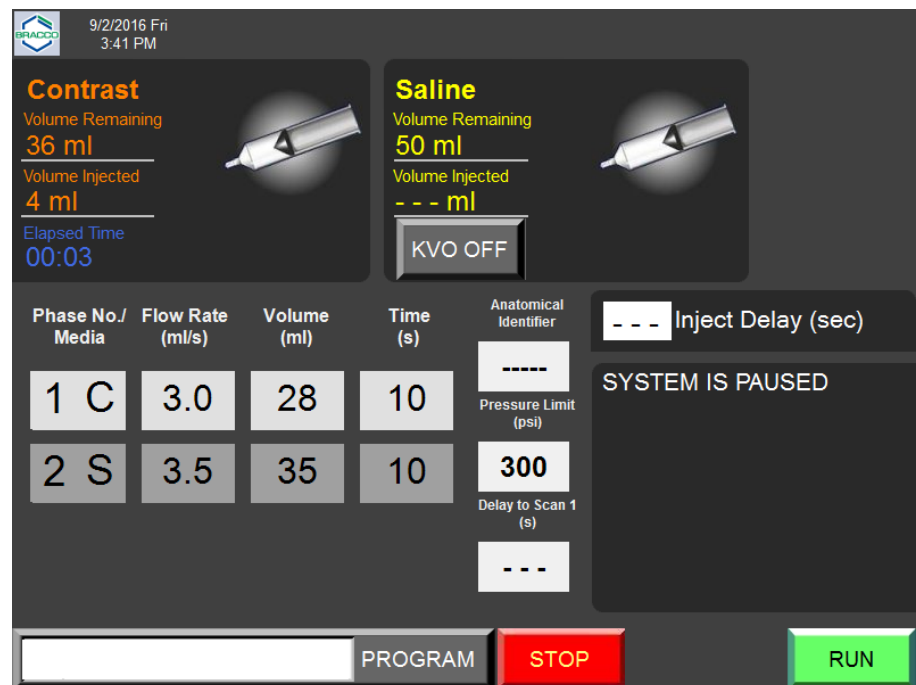 BRACCO
9/2/2016 Fri
3:41 PM
Contrast
Volume Remaining
36 ml
Volume Injected
4 ml
Elapsed Time
00:03
Saline
Volume Remaining
50 ml
Volume Injected
- - - ml
KVO OFF
Phase No./ Flow Rate Volume Time
Media (ml/s) (ml) (s)
1 C 3.0 28 10
2 S 3.5 35 10
Anatomical
Identifier
-----
Pressure Limit
(psi)
300
Delay to Scan 1
(s)
- - -
- - - Inject Delay (sec)
SYSTEM IS PAUSED
PROGRAM
STOP
RUN